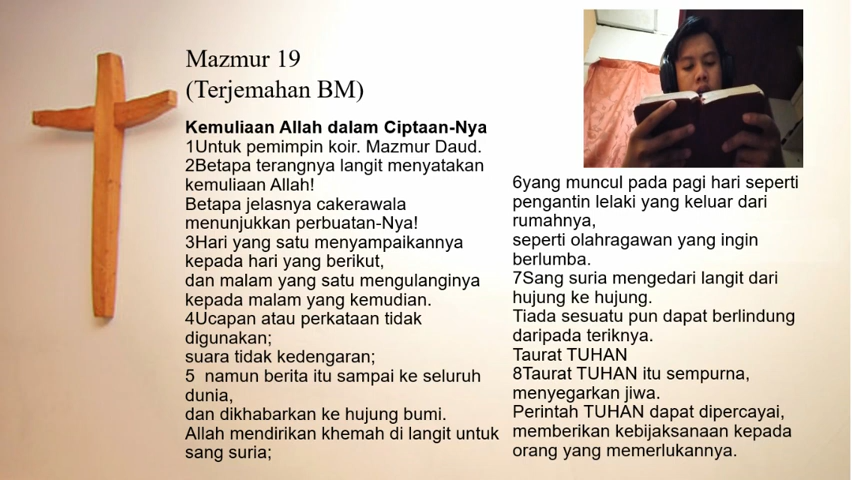 Mazmur 19
(Terjemahan BM)
Kemuliaan Allah dalam Ciptaan-Nya
1Untuk pemimpin koir. Mazmur Daud.
2Betapa terangnya langit menyatakan
kemuliaan Allah!
Betapa jelasnya cakerawala
menunjukkan perbuatan-Nya!
3Hari yang satu menyampaikannya
kepada hari yang berikut,
dan malam yang satu mengulanginya
kepada malam yang kemudian.
4Ucapan atau perkataan tidak
digunakan;
suara tidak kedengaran;
5  namun berita itu sampai ke seluruh
dunia,
dan dikhabarkan ke hujung bumi.
Allah mendirikan khemah di langit untuk
sang suria;
6yang muncul pada pagi hari seperti
pengantin lelaki yang keluar dari
rumahnya,
seperti olahragawan yang ingin
berlumba.
7Sang suria mengedari langit dari
hujung ke hujung.
Tiada sesuatu pun dapat berlindung
daripada teriknya.
Taurat TUHAN
8Taurat TUHAN itu sempurna,
menyegarkan jiwa.
Perintah TUHAN dapat dipercayai,
memberikan kebijaksanaan kepada
orang yang memerlukannya.